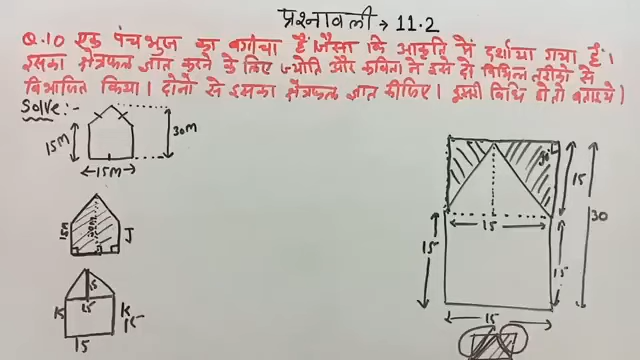 प्रश्नावली → 11.2
Q.10 एक पंचभुज का बगीचा हैं जैसा कि आकृति में दर्शाया गया हैं।
इसका क्षेत्रफल ज्ञात करने के लिए ज्योति और कविता ने इसे दो विभिन्न तरीको से
विभाजित किया। दोनो से इसका क्षेत्रफल ज्ञात कीजिए। दूसरी विधि हो तो बताइये।
Solve:-
15M
30M
15M
15M
30M
J
15
15
K
15
15
90°
15
30
15
15
15
15